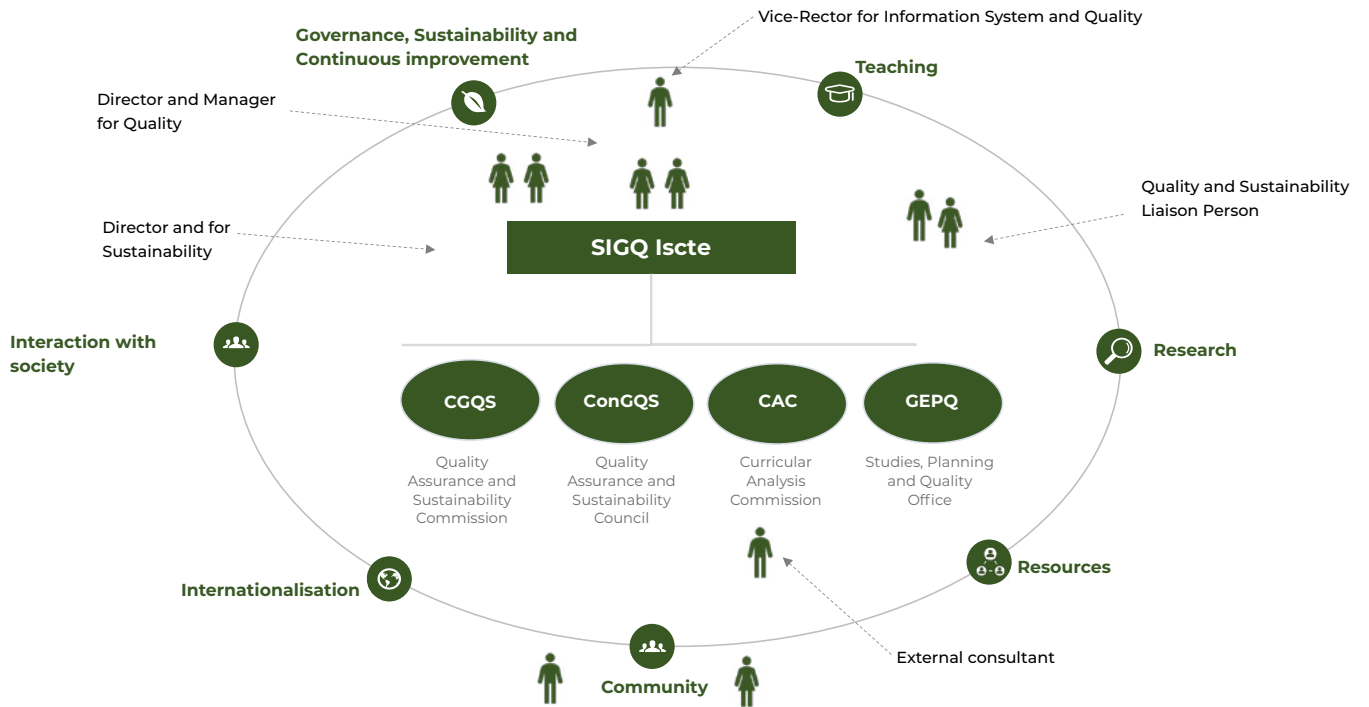 Vice-Rector for Information System and Quality
Governance, Sustainability and
Continuous improvement
Teaching
Director and Manager
for Quality
Quality and Sustainability
Liaison Person
Director and for
Sustainability
SIGQ Iscte
Interaction with
society
Research
CGQS
ConGQS
CAC
GEPQ
Quality
Assurance and
Sustainability
Commission
Quality
Assurance and
Sustainability
Council
Curricular
Analysis
Commission
Studies, Planning
and Quality
Office
Internationalisation
Resources
External consultant
Community